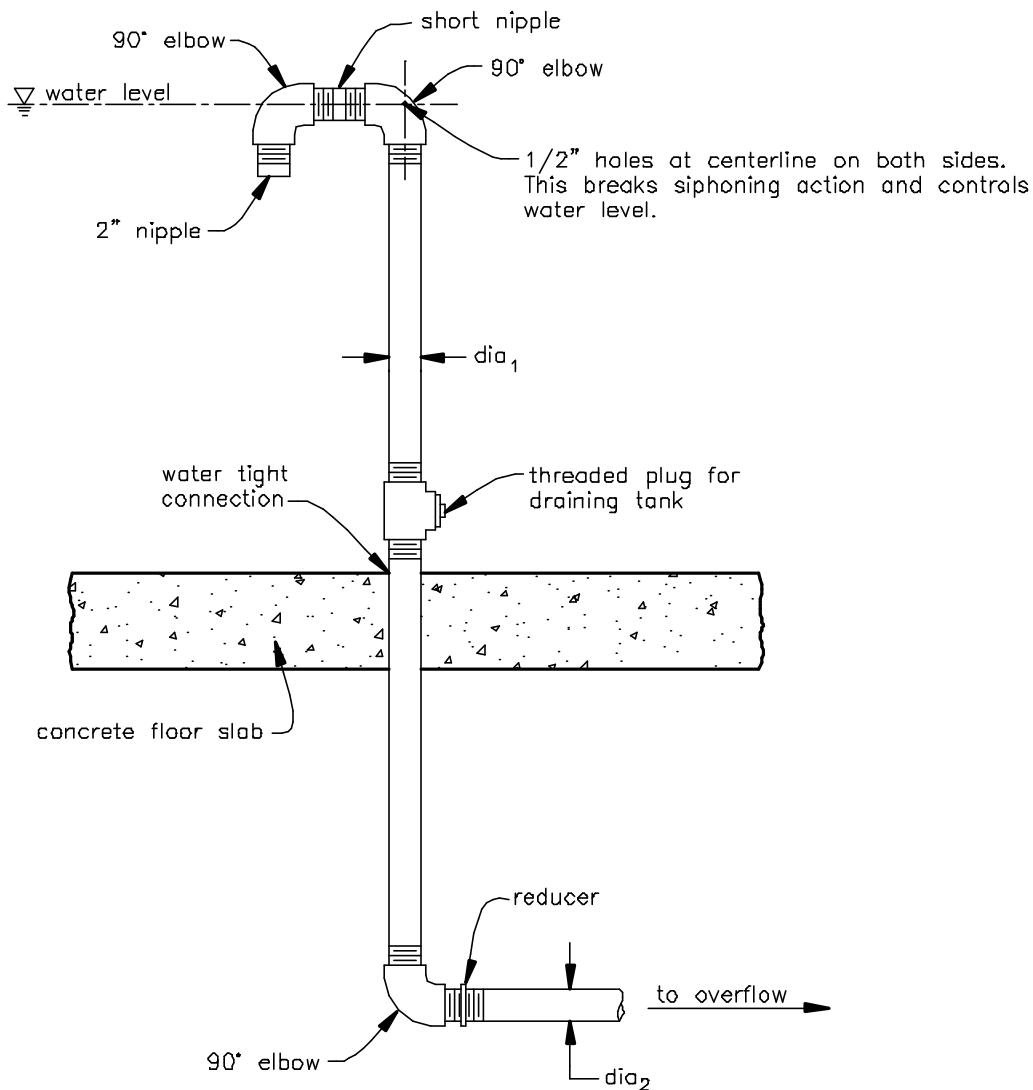 short nipple
90° elbow
90° elbow
water level
1/2" holes at centerline on both sides.
This breaks siphoning action and controls
water level.
2" nipple
dia₁
water tight
connection
threaded plug for
draining tank
concrete floor slab
reducer
to overflow
90° elbow
dia₂